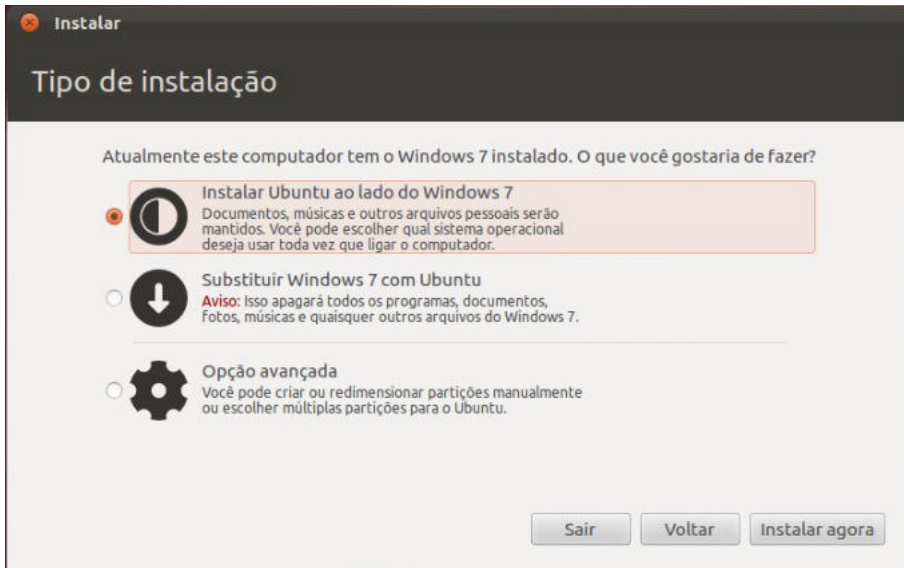 Instalar
Tipo de instalação
Atualmente este computador tem o Windows 7 instalado. O que você gostaria de fazer?
Instalar Ubuntu ao lado do Windows 7
Documentos, músicas e outros arquivos pessoais serão
mantidos. Você pode escolher qual sistema operacional
deseja usar toda vez que ligar o computador.
Substituir Windows 7 com Ubuntu
Aviso: Isso apagará todos os programas, documentos,
fotos, músicas e quaisquer outros arquivos do Windows 7.
Opção avançada
Você pode criar ou redimensionar partições manualmente
ou escolher múltiplas partições para o Ubuntu.
Sair Voltar Instalar agora